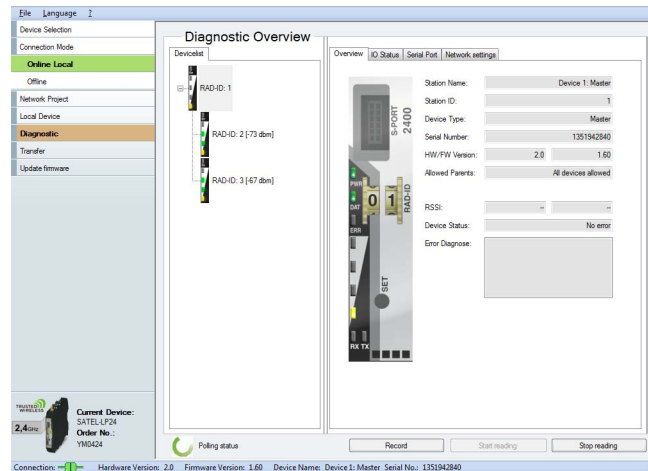 File Language ?
Device Selection
Connection Mode
Online Local
Offline
Network Project
Local Device
Diagnostic
Transfer
Update firmware
TRUSTED WIRELESS
2,4GHz
Current Device:
SATEL-LP24
Order No.:
YM0424
Diagnostic Overview
Devicelist
RAD-ID: 1
RAD-ID: 2 [-73 dbm]
RAD-ID: 3 [-67 dbm]
Polling status
Overview IO Status Serial Port Network settings
S-PORT
2400
PWR
DAT
ERR
0 1
RAD-ID
SET
RX TX
Station Name: Device 1: Master
Station ID: 1
Device Type: Master
Serial Number: 1351942840
HW/FW Version: 2.0 1.60
Allowed Parents: All devices allowed
RSSI: -- --
Device Status: No error
Error Diagnose:
Record Start reading Stop reading
Connection: Hardware Version: 2.0 Firmware Version: 1.60 Device Name: Device 1: Master Serial No.: 1351942840